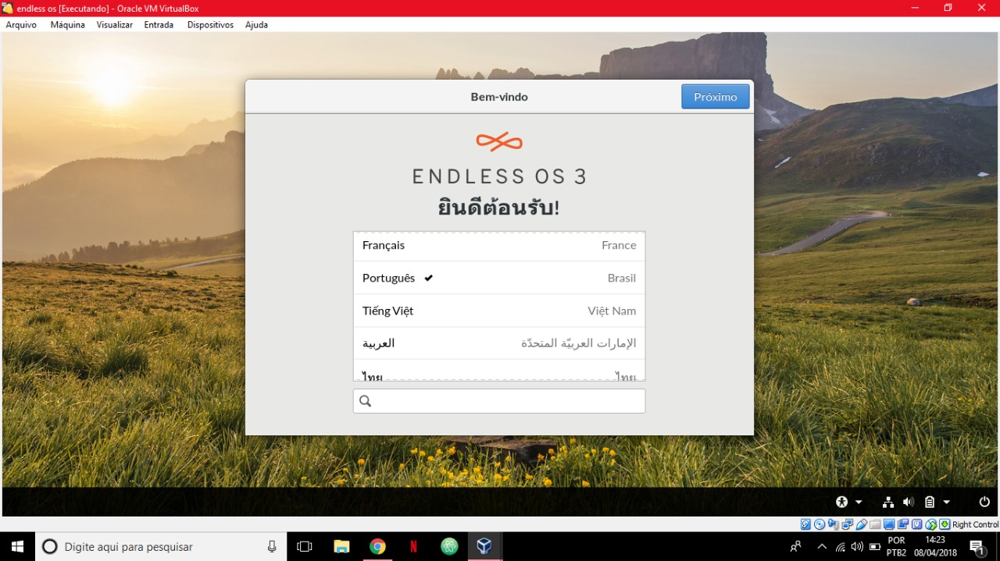 endless os [Executando] - Oracle VM VirtualBox
Arquivo Máquina Visualizar Entrada Dispositivos Ajuda
Bem-vindo
Próximo
ENDLESS OS 3
ยินดีต้อนรับ!
Français France
Português Brasil
Tiếng Việt Việt Nam
العربية الإمارات العربيّة المتحدّة
ไทย ไทย
Right Control
Digite aqui para pesquisar
N
POR
PTB2
14:23
08/04/2018
1